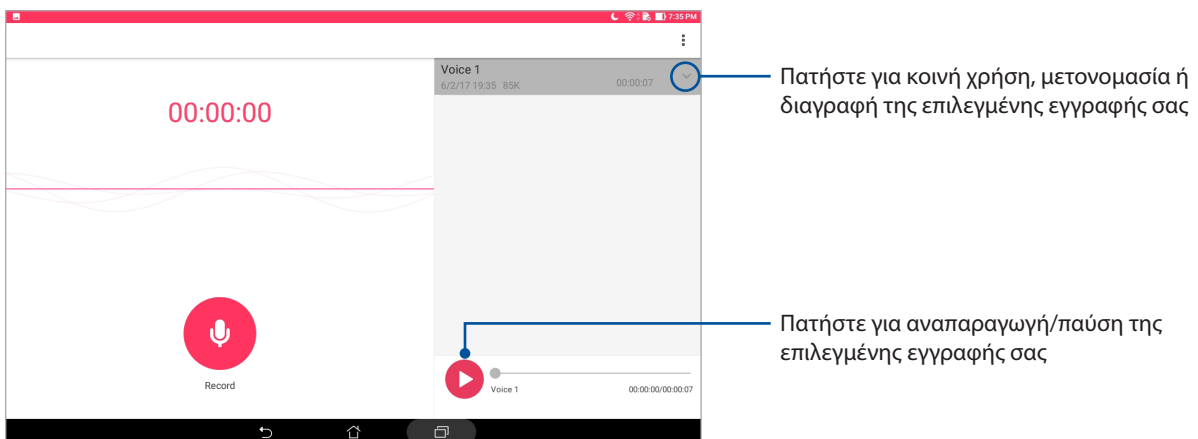 7:35 PM
Voice 1
6/2/17 19:35 85K
00:00:07
00:00:00
Πατήστε για κοινή χρήση, μετονομασία ή
διαγραφή της επιλεγμένης εγγραφής σας
Record
Πατήστε για αναπαραγωγή/παύση της
επιλεγμένης εγγραφής σας
Voice 1
00:00:00/00:00:07